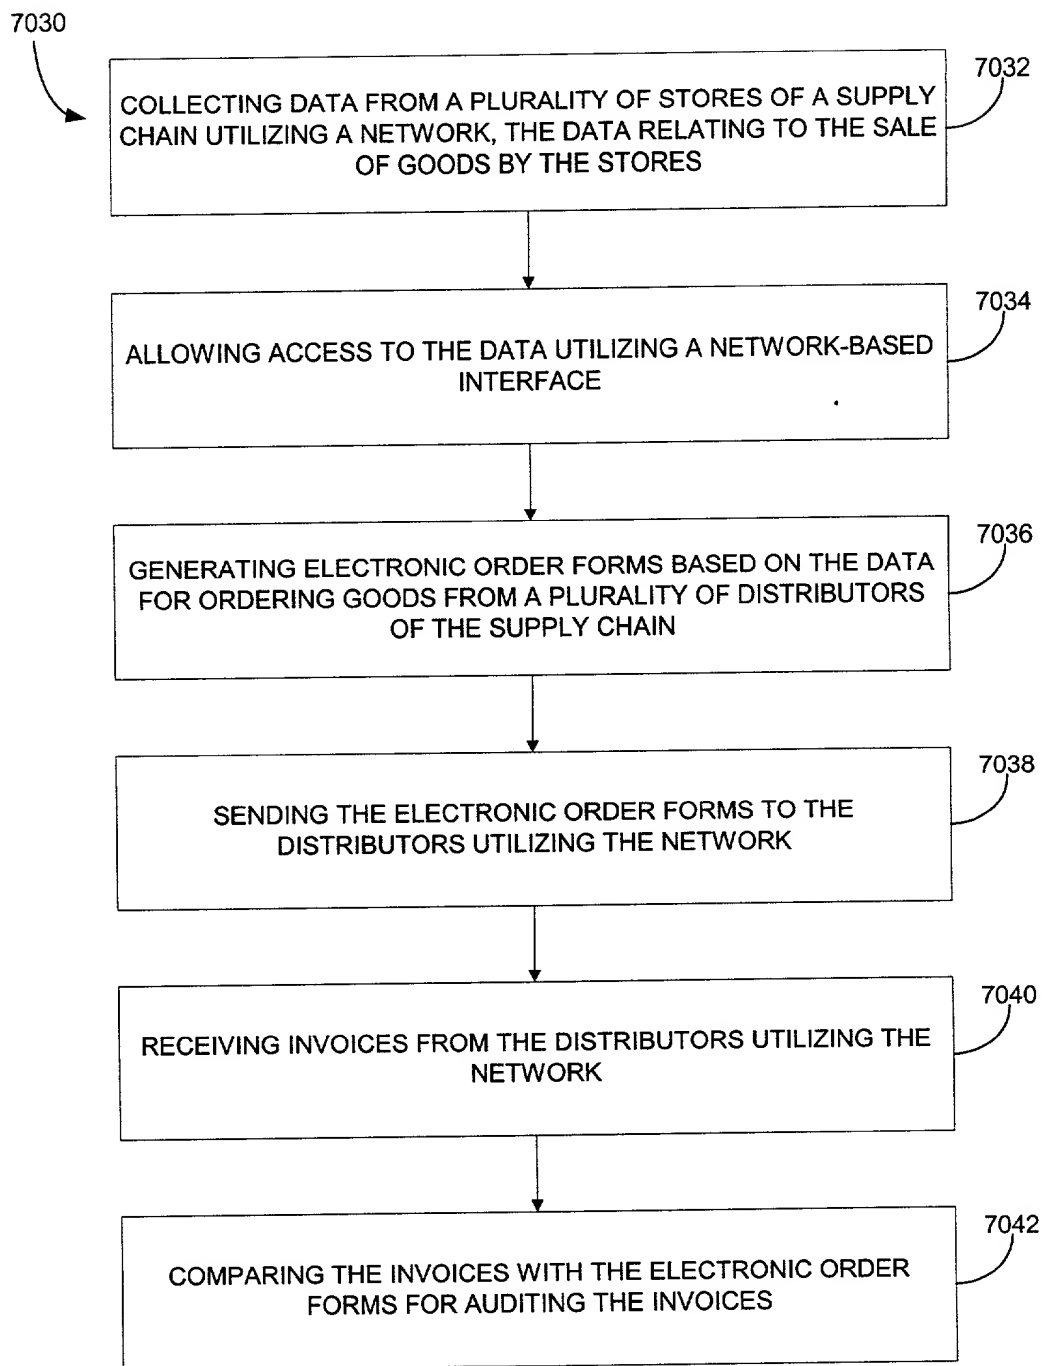 7030
7032
COLLECTING DATA FROM A PLURALITY OF STORES OF A SUPPLY
CHAIN UTILIZING A NETWORK, THE DATA RELATING TO THE SALE
OF GOODS BY THE STORES
7034
ALLOWING ACCESS TO THE DATA UTILIZING A NETWORK-BASED
INTERFACE
7036
GENERATING ELECTRONIC ORDER FORMS BASED ON THE DATA
FOR ORDERING GOODS FROM A PLURALITY OF DISTRIBUTORS
OF THE SUPPLY CHAIN
7038
SENDING THE ELECTRONIC ORDER FORMS TO THE
DISTRIBUTORS UTILIZING THE NETWORK
7040
RECEIVING INVOICES FROM THE DISTRIBUTORS UTILIZING THE
NETWORK
7042
COMPARING THE INVOICES WITH THE ELECTRONIC ORDER
FORMS FOR AUDITING THE INVOICES